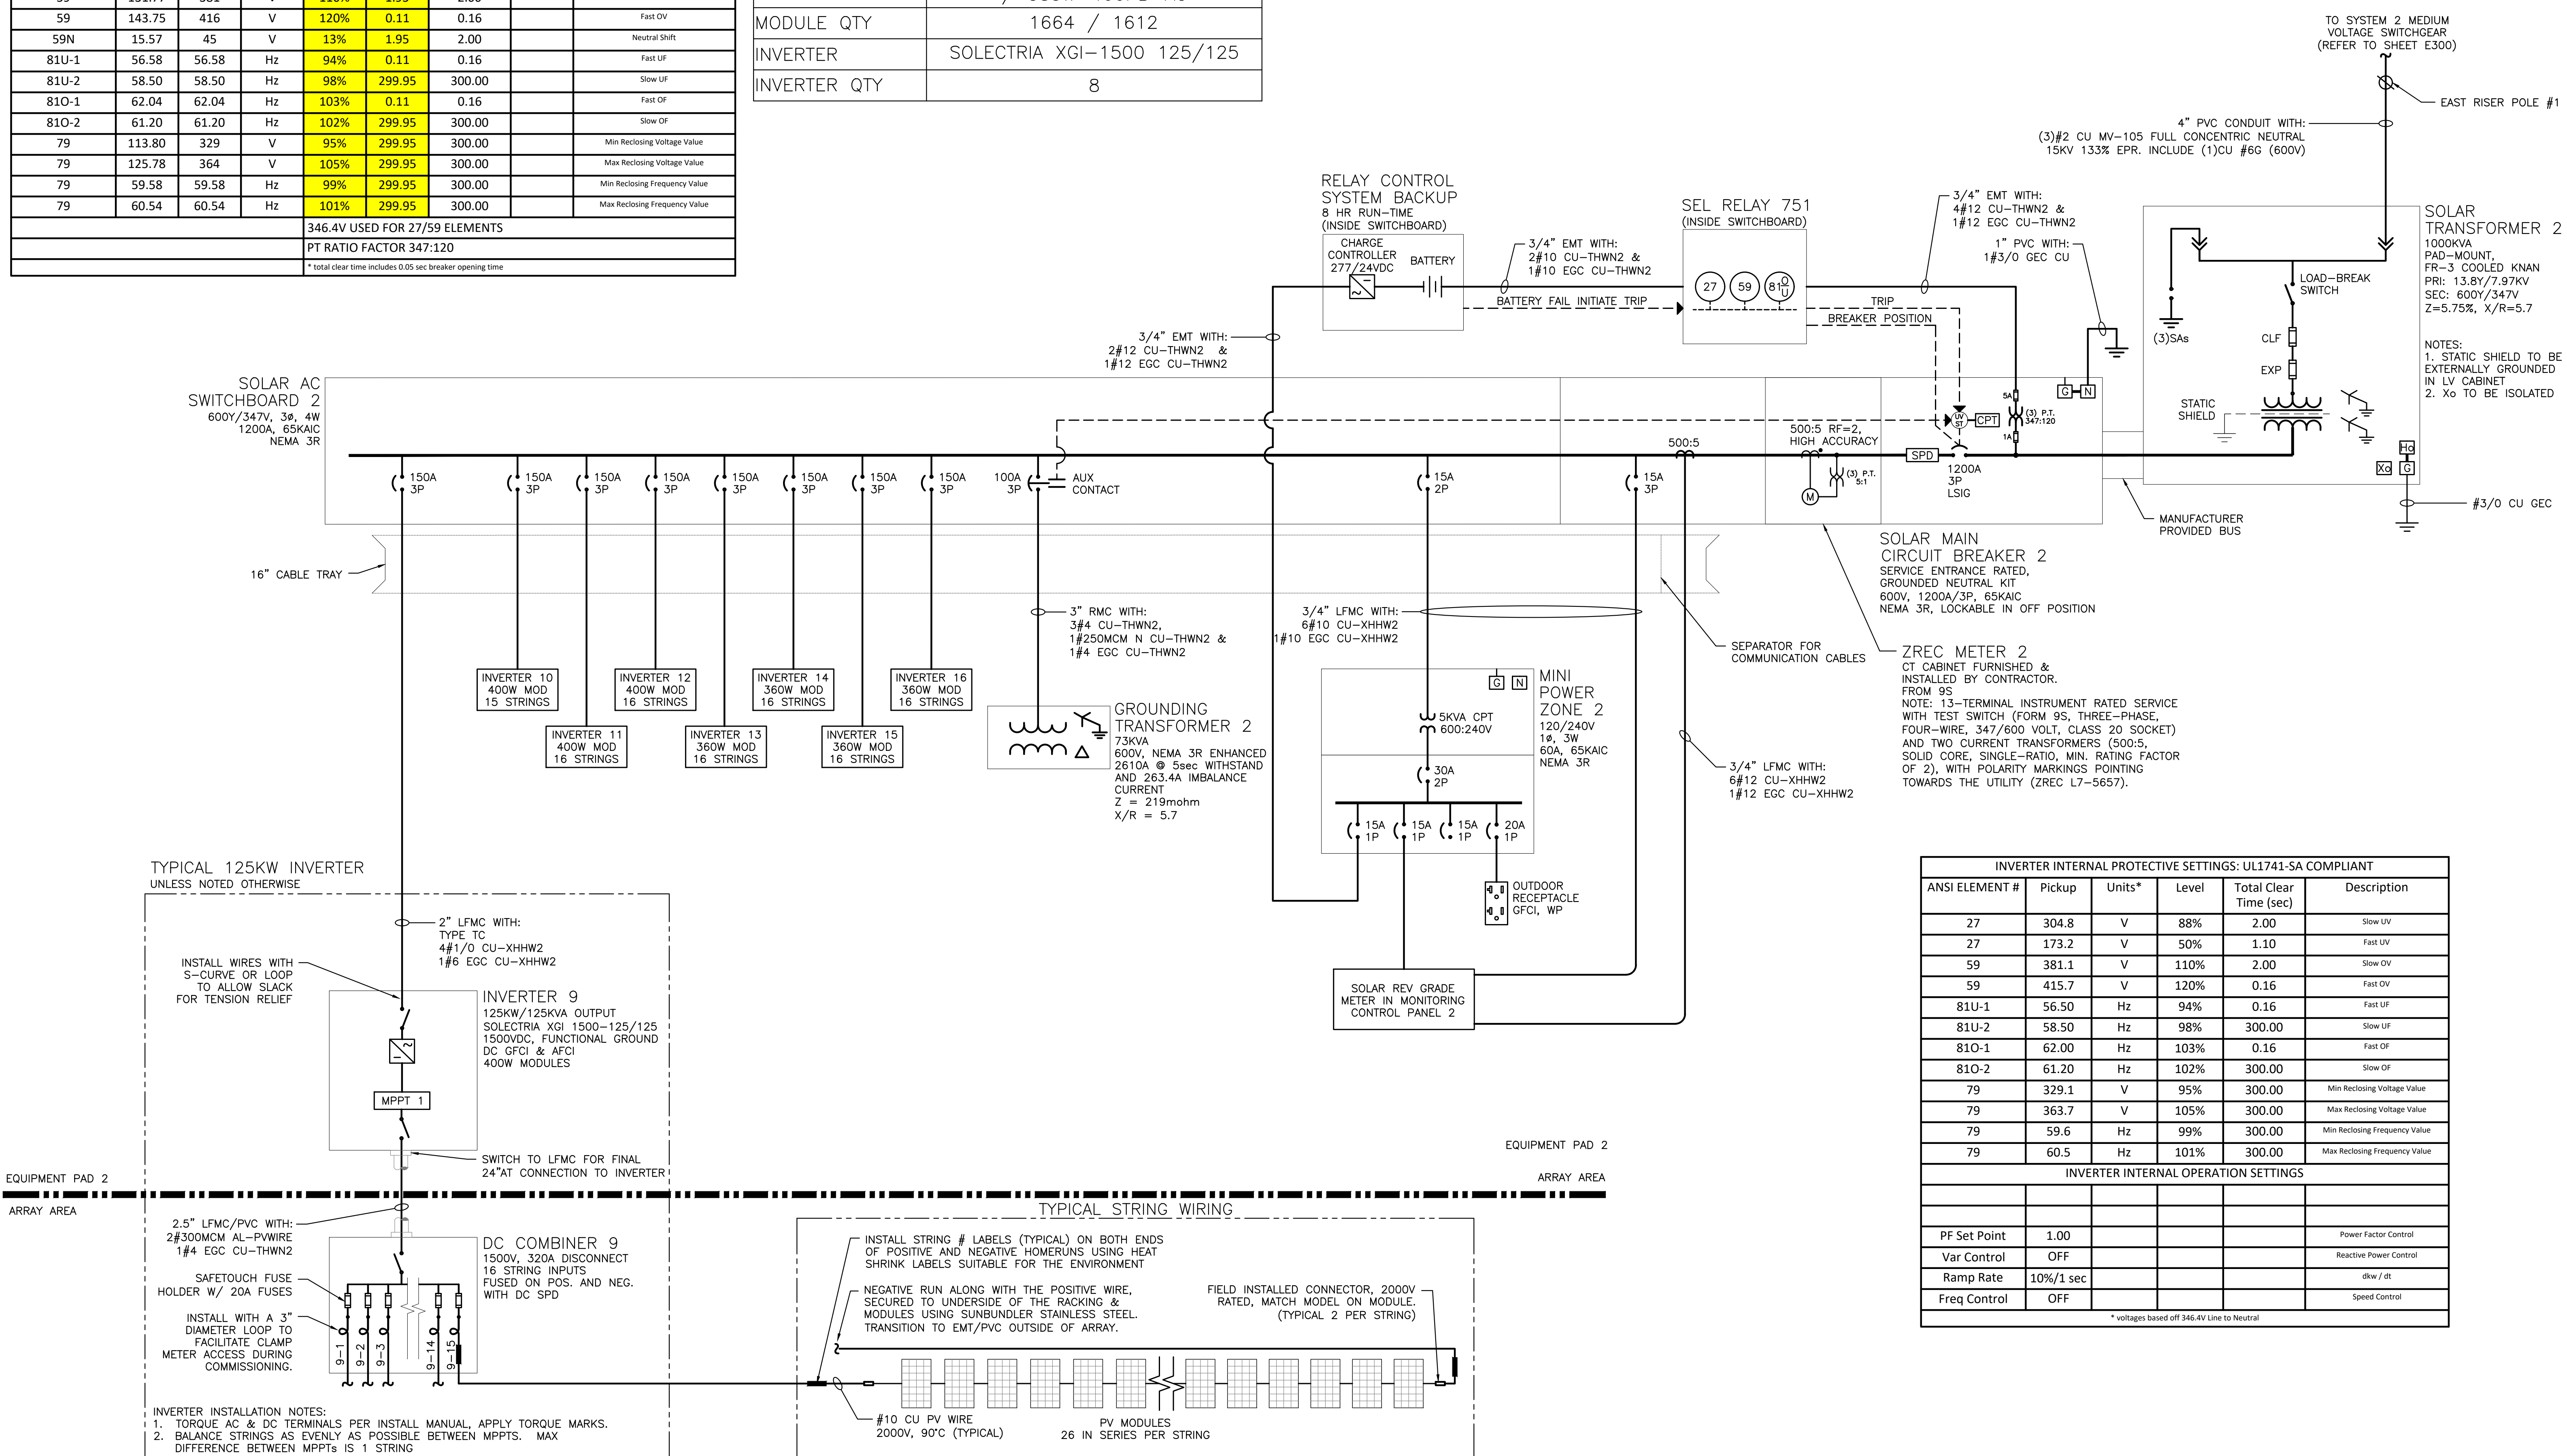 59 143.75 416 V 120% 0.11 0.16 Fast OV
59N 15.57 45 V 13% 1.95 2.00 Neutral Shift
81U-1 56.58 56.58 Hz 94% 0.11 0.16 Fast UF
81U-2 58.50 58.50 Hz 98% 299.95 300.00 Slow UF
81O-1 62.04 62.04 Hz 103% 0.11 0.16 Fast OF
81O-2 61.20 61.20 Hz 102% 299.95 300.00 Slow OF
79 113.80 329 V 95% 299.95 300.00 Min Reclosing Voltage Value
79 125.78 364 V 105% 299.95 300.00 Max Reclosing Voltage Value
79 59.58 59.58 Hz 99% 299.95 300.00 Min Reclosing Frequency Value
79 60.54 60.54 Hz 101% 299.95 300.00 Max Reclosing Frequency Value
346.4V USED FOR 27/59 ELEMENTS
PT RATIO FACTOR 347:120
* total clear time includes 0.05 sec breaker opening time
MODULE QTY 1664 / 1612
INVERTER SOLECTRIA XGI-1500 125/125
INVERTER QTY 8
TO SYSTEM 2 MEDIUM
VOLTAGE SWITCHGEAR
(REFER TO SHEET E300)
EAST RISER POLE #1
4" PVC CONDUIT WITH:
(3)#2 CU MV-105 FULL CONCENTRIC NEUTRAL
15KV 133% EPR. INCLUDE (1)CU #6G (600V)
RELAY CONTROL
SYSTEM BACKUP
8 HR RUN-TIME
(INSIDE SWITCHBOARD)
CHARGE
CONTROLLER
277/24VDC
BATTERY
3/4" EMT WITH:
2#10 CU-THWN2 &
1#10 EGC CU-THWN2
BATTERY FAIL INITIATE TRIP
SEL RELAY 751
(INSIDE SWITCHBOARD)
27 59 81 O U
TRIP
BREAKER POSITION
3/4" EMT WITH:
4#12 CU-THWN2 &
1#12 EGC CU-THWN2
1" PVC WITH:
1#3/0 GEC CU
SOLAR
TRANSFORMER 2
1000KVA
PAD-MOUNT,
FR-3 COOLED KNAN
PRI: 13.8Y/7.97KV
SEC: 600Y/347V
Z=5.75%, X/R=5.7
NOTES:
1. STATIC SHIELD TO BE
EXTERNALLY GROUNDED
IN LV CABINET
2. Xo TO BE ISOLATED
LOAD-BREAK
SWITCH
(3)SAs
CLF
EXP
STATIC
SHIELD
Ho
Xo G
#3/0 CU GEC
3/4" EMT WITH:
2#12 CU-THWN2 &
1#12 EGC CU-THWN2
SOLAR AC
SWITCHBOARD 2
600Y/347V, 3ø, 4W
1200A, 65KAIC
NEMA 3R
G N
5A
(3) P.T.
347:120
1A
UV
ST
CPT
500:5
500:5 RF=2,
HIGH ACCURACY
(3) P.T.
5:1
M
SPD
1200A
3P
LSIG
150A
3P
150A
3P
150A
3P
150A
3P
150A
3P
150A
3P
150A
3P
150A
3P
100A
3P
AUX
CONTACT
15A
2P
15A
3P
MANUFACTURER
PROVIDED BUS
16" CABLE TRAY
SOLAR MAIN
CIRCUIT BREAKER 2
SERVICE ENTRANCE RATED,
GROUNDED NEUTRAL KIT
600V, 1200A/3P, 65KAIC
NEMA 3R, LOCKABLE IN OFF POSITION
3" RMC WITH:
3#4 CU-THWN2,
1#250MCM N CU-THWN2 &
1#4 EGC CU-THWN2
3/4" LFMC WITH:
6#10 CU-XHHW2
1#10 EGC CU-XHHW2
SEPARATOR FOR
COMMUNICATION CABLES
ZREC METER 2
CT CABINET FURNISHED &
INSTALLED BY CONTRACTOR.
FROM 9S
NOTE: 13-TERMINAL INSTRUMENT RATED SERVICE
WITH TEST SWITCH (FORM 9S, THREE-PHASE,
FOUR-WIRE, 347/600 VOLT, CLASS 20 SOCKET)
AND TWO CURRENT TRANSFORMERS (500:5,
SOLID CORE, SINGLE-RATIO, MIN. RATING FACTOR
OF 2), WITH POLARITY MARKINGS POINTING
TOWARDS THE UTILITY (ZREC L7-5657).
INVERTER 10
400W MOD
15 STRINGS
INVERTER 12
400W MOD
16 STRINGS
INVERTER 14
360W MOD
16 STRINGS
INVERTER 16
360W MOD
16 STRINGS
INVERTER 11
400W MOD
16 STRINGS
INVERTER 13
360W MOD
16 STRINGS
INVERTER 15
360W MOD
16 STRINGS
GROUNDING
TRANSFORMER 2
73KVA
600V, NEMA 3R ENHANCED
2610A @ 5sec WITHSTAND
AND 263.4A IMBALANCE
CURRENT
Z = 219mohm
X/R = 5.7
G N
MINI
POWER
ZONE 2
120/240V
1ø, 3W
60A, 65KAIC
NEMA 3R
5KVA CPT
600:240V
30A
2P
15A
1P
15A
1P
15A
1P
20A
1P
3/4" LFMC WITH:
6#12 CU-XHHW2
1#12 EGC CU-XHHW2
OUTDOOR
RECEPTACLE
GFCI, WP
SOLAR REV GRADE
METER IN MONITORING
CONTROL PANEL 2
TYPICAL 125KW INVERTER
UNLESS NOTED OTHERWISE
2" LFMC WITH:
TYPE TC
4#1/0 CU-XHHW2
1#6 EGC CU-XHHW2
INSTALL WIRES WITH
S-CURVE OR LOOP
TO ALLOW SLACK
FOR TENSION RELIEF
INVERTER 9
125KW/125KVA OUTPUT
SOLECTRIA XGI 1500-125/125
1500VDC, FUNCTIONAL GROUND
DC GFCI & AFCI
400W MODULES
MPPT 1
SWITCH TO LFMC FOR FINAL
24"AT CONNECTION TO INVERTER
EQUIPMENT PAD 2
ARRAY AREA
EQUIPMENT PAD 2
ARRAY AREA
2.5" LFMC/PVC WITH:
2#300MCM AL-PVWIRE
1#4 EGC CU-THWN2
SAFETOUCH FUSE
HOLDER W/ 20A FUSES
INSTALL WITH A 3"
DIAMETER LOOP TO
FACILITATE CLAMP
METER ACCESS DURING
COMMISSIONING.
DC COMBINER 9
1500V, 320A DISCONNECT
16 STRING INPUTS
FUSED ON POS. AND NEG.
WITH DC SPD
9-1
9-2
9-3
9-14
9-15
INVERTER INSTALLATION NOTES:
1. TORQUE AC & DC TERMINALS PER INSTALL MANUAL, APPLY TORQUE MARKS.
2. BALANCE STRINGS AS EVENLY AS POSSIBLE BETWEEN MPPTS. MAX
DIFFERENCE BETWEEN MPPTs IS 1 STRING
TYPICAL STRING WIRING
INSTALL STRING # LABELS (TYPICAL) ON BOTH ENDS
OF POSITIVE AND NEGATIVE HOMERUNS USING HEAT
SHRINK LABELS SUITABLE FOR THE ENVIRONMENT
NEGATIVE RUN ALONG WITH THE POSITIVE WIRE,
SECURED TO UNDERSIDE OF THE RACKING &
MODULES USING SUNBUNDLER STAINLESS STEEL.
TRANSITION TO EMT/PVC OUTSIDE OF ARRAY.
FIELD INSTALLED CONNECTOR, 2000V
RATED, MATCH MODEL ON MODULE.
(TYPICAL 2 PER STRING)
#10 CU PV WIRE
2000V, 90°C (TYPICAL)
PV MODULES
26 IN SERIES PER STRING
INVERTER INTERNAL PROTECTIVE SETTINGS: UL1741-SA COMPLIANT
ANSI ELEMENT # Pickup Units* Level Total Clear Time (sec) Description
27 304.8 V 88% 2.00 Slow UV
27 173.2 V 50% 1.10 Fast UV
59 381.1 V 110% 2.00 Slow OV
59 415.7 V 120% 0.16 Fast OV
81U-1 56.50 Hz 94% 0.16 Fast UF
81U-2 58.50 Hz 98% 300.00 Slow UF
81O-1 62.00 Hz 103% 0.16 Fast OF
81O-2 61.20 Hz 102% 300.00 Slow OF
79 329.1 V 95% 300.00 Min Reclosing Voltage Value
79 363.7 V 105% 300.00 Max Reclosing Voltage Value
79 59.6 Hz 99% 300.00 Min Reclosing Frequency Value
79 60.5 Hz 101% 300.00 Max Reclosing Frequency Value
INVERTER INTERNAL OPERATION SETTINGS
PF Set Point 1.00 Power Factor Control
Var Control OFF Reactive Power Control
Ramp Rate 10%/1 sec dkw / dt
Freq Control OFF Speed Control
* voltages based off 346.4V Line to Neutral